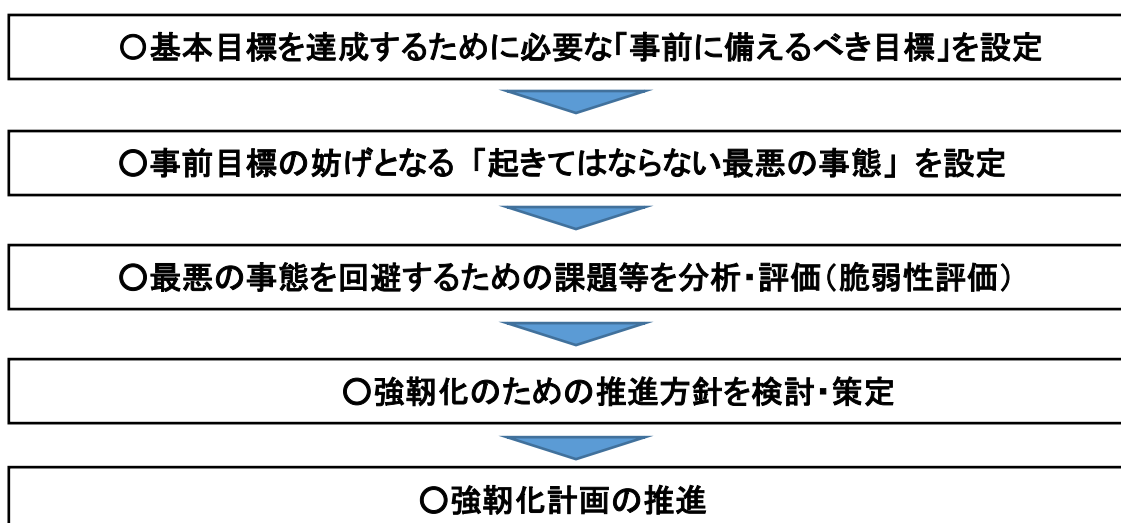 ○基本目標を達成するために必要な｢事前に備えるべき目標｣を設定
○事前目標の妨げとなる ｢起きてはならない最悪の事態｣ を設定
○最悪の事態を回避するための課題等を分析・評価（脆弱性評価）
○強靭化のための推進方針を検討・策定
○強靭化計画の推進